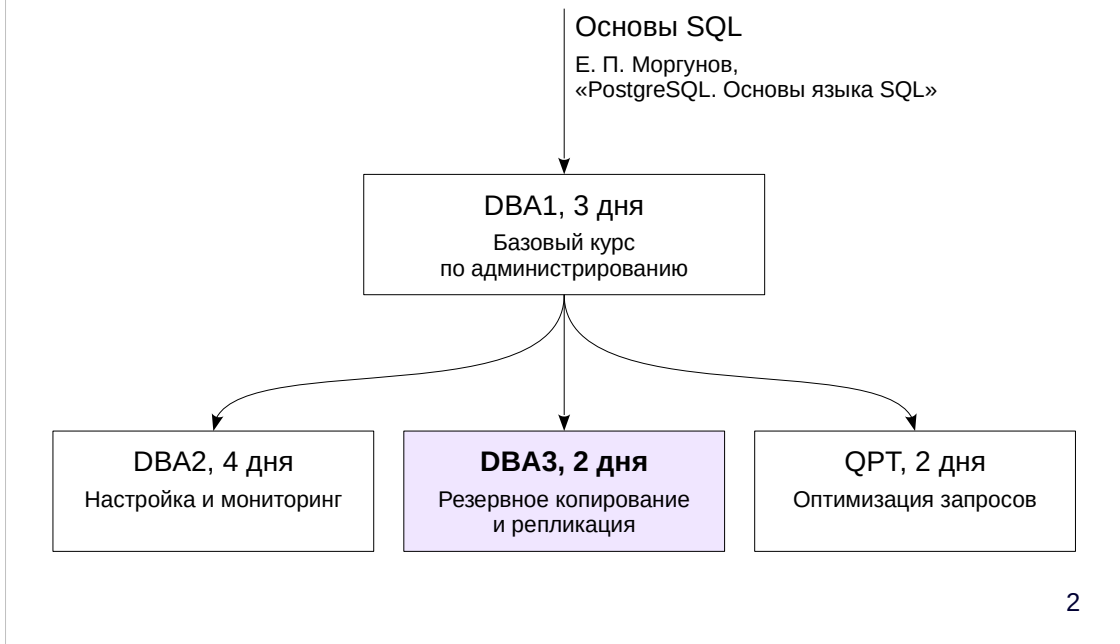 Основы SQL
Е. П. Моргунов,
«PostgreSQL. Основы языка SQL»
DBA1, 3 дня
Базовый курс
по администрированию
DBA2, 4 дня
Настройка и мониторинг
DBA3, 2 дня
Резервное копирование
и репликация
QPT, 2 дня
Оптимизация запросов
2